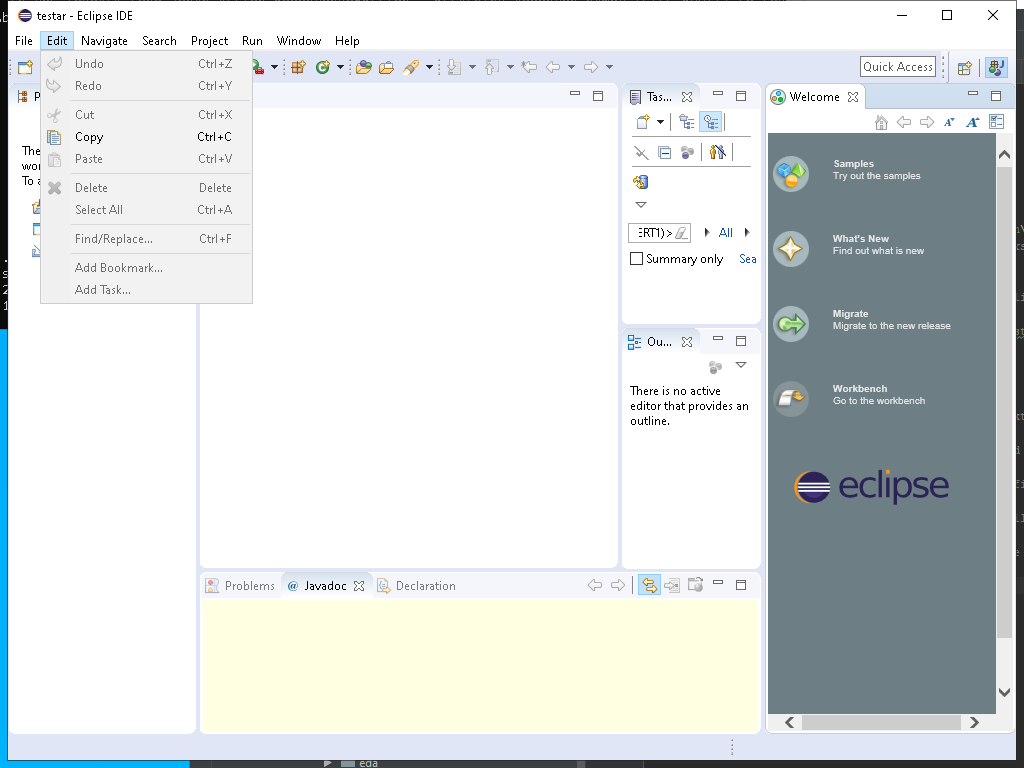 testar - Eclipse IDE
File Edit Navigate Search Project Run Window Help
Quick Access
Undo Ctrl+Z
Redo Ctrl+Y
Cut Ctrl+X
Copy Ctrl+C
Paste Ctrl+V
Delete Delete
Select All Ctrl+A
Find/Replace... Ctrl+F
Add Bookmark...
Add Task...
Tas...
All
Summary only Sea
Ou...
There is no active
editor that provides an
outline.
Welcome
Samples
Try out the samples
What's New
Find out what is new
Migrate
Migrate to the new release
Workbench
Go to the workbench
eclipse
Problems @ Javadoc Declaration
eda